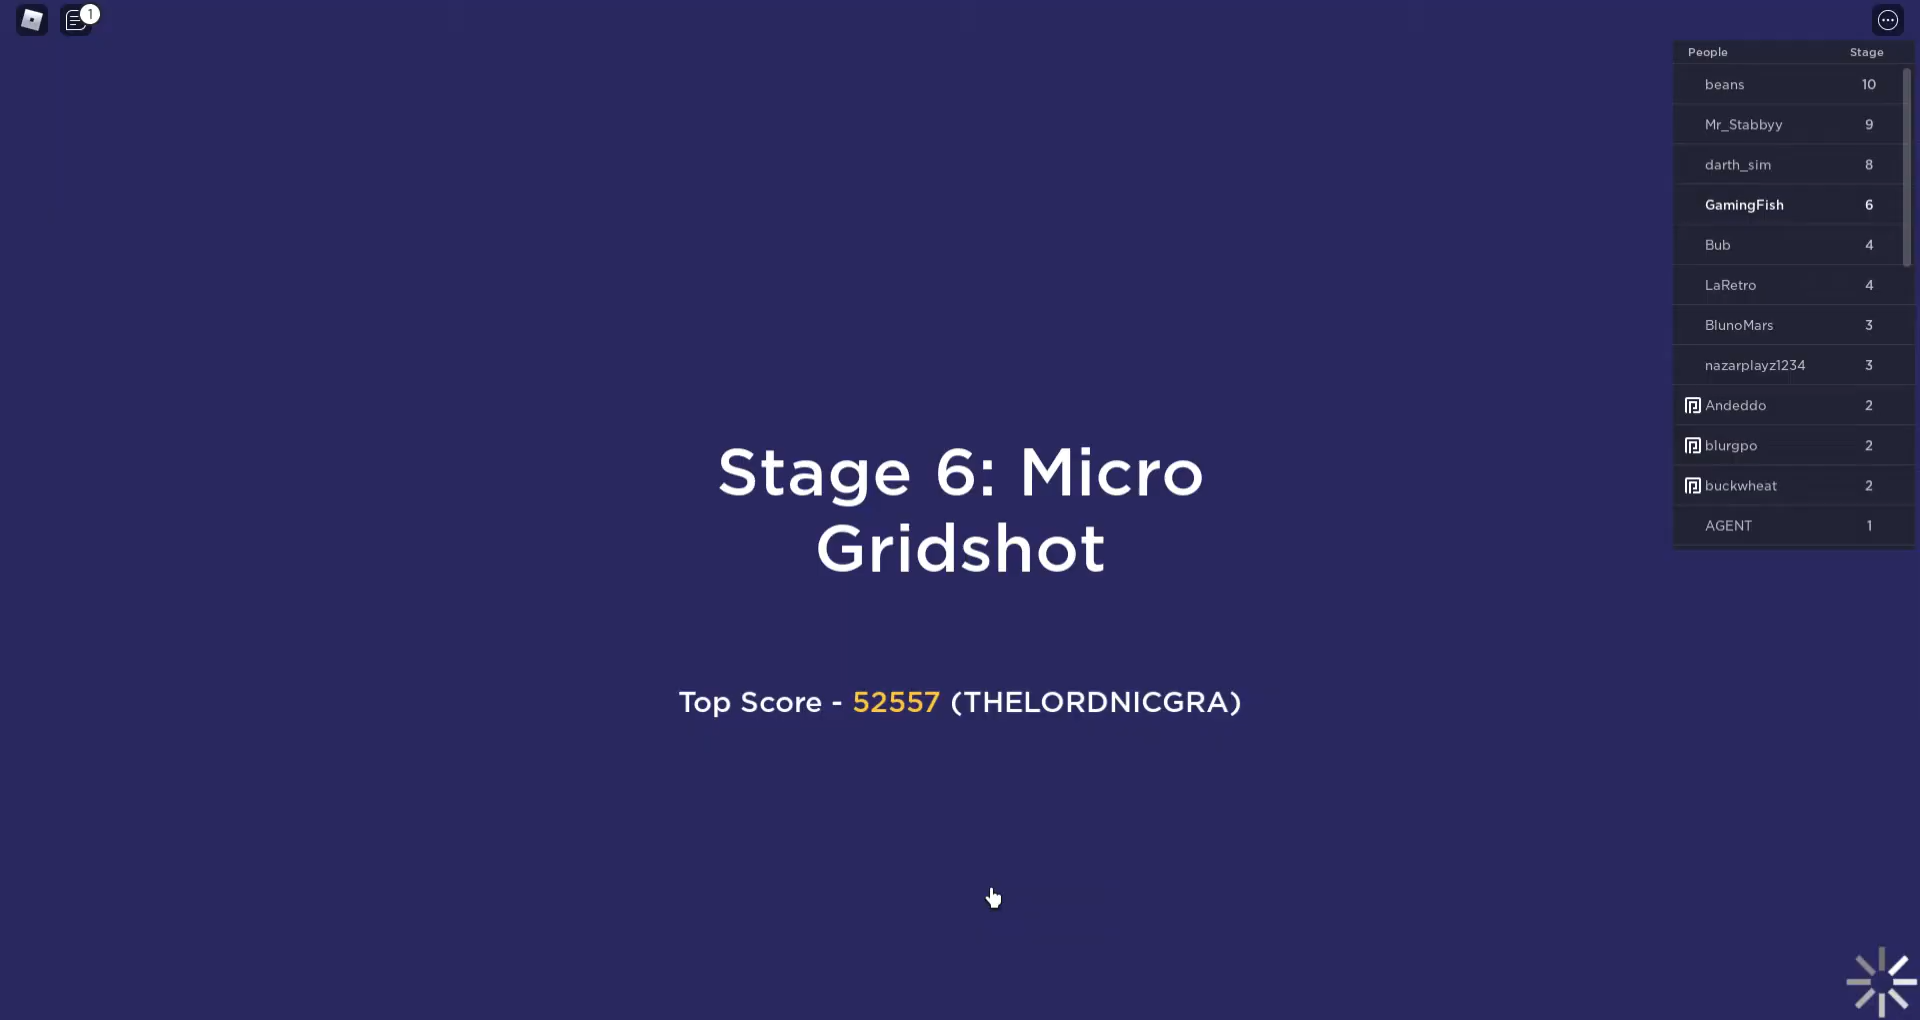 1
People Stage
beans 10
Mr_Stabbyy 9
darth_sim 8
GamingFish 6
Bub 4
LaRetro 4
BlunoMars 3
nazarplayz1234 3
Andeddo 2
blurgpo 2
buckwheat 2
AGENT 1
Stage 6: Micro
Gridshot
Top Score - 52557 (THELORDNICGRA)